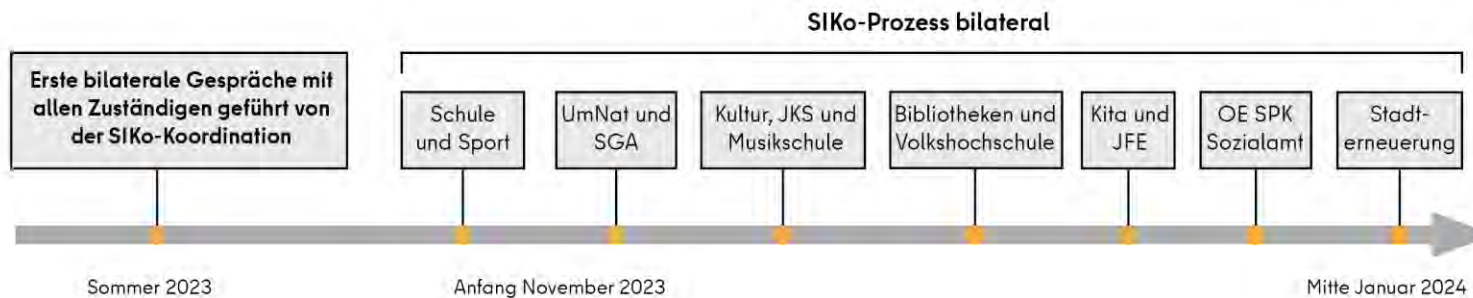 SIKo-Prozess bilateral
Erste bilaterale Gespräche mit
allen Zuständigen geführt von
der SIKo-Koordination
Schule
und Sport
UmNat und
SGA
Kultur, JKS und
Musikschule
Bibliotheken und
Volkshochschule
Kita und
JFE
OE SPK
Sozialamt
Stadt-
erneuerung
Sommer 2023
Anfang November 2023
Mitte Januar 2024